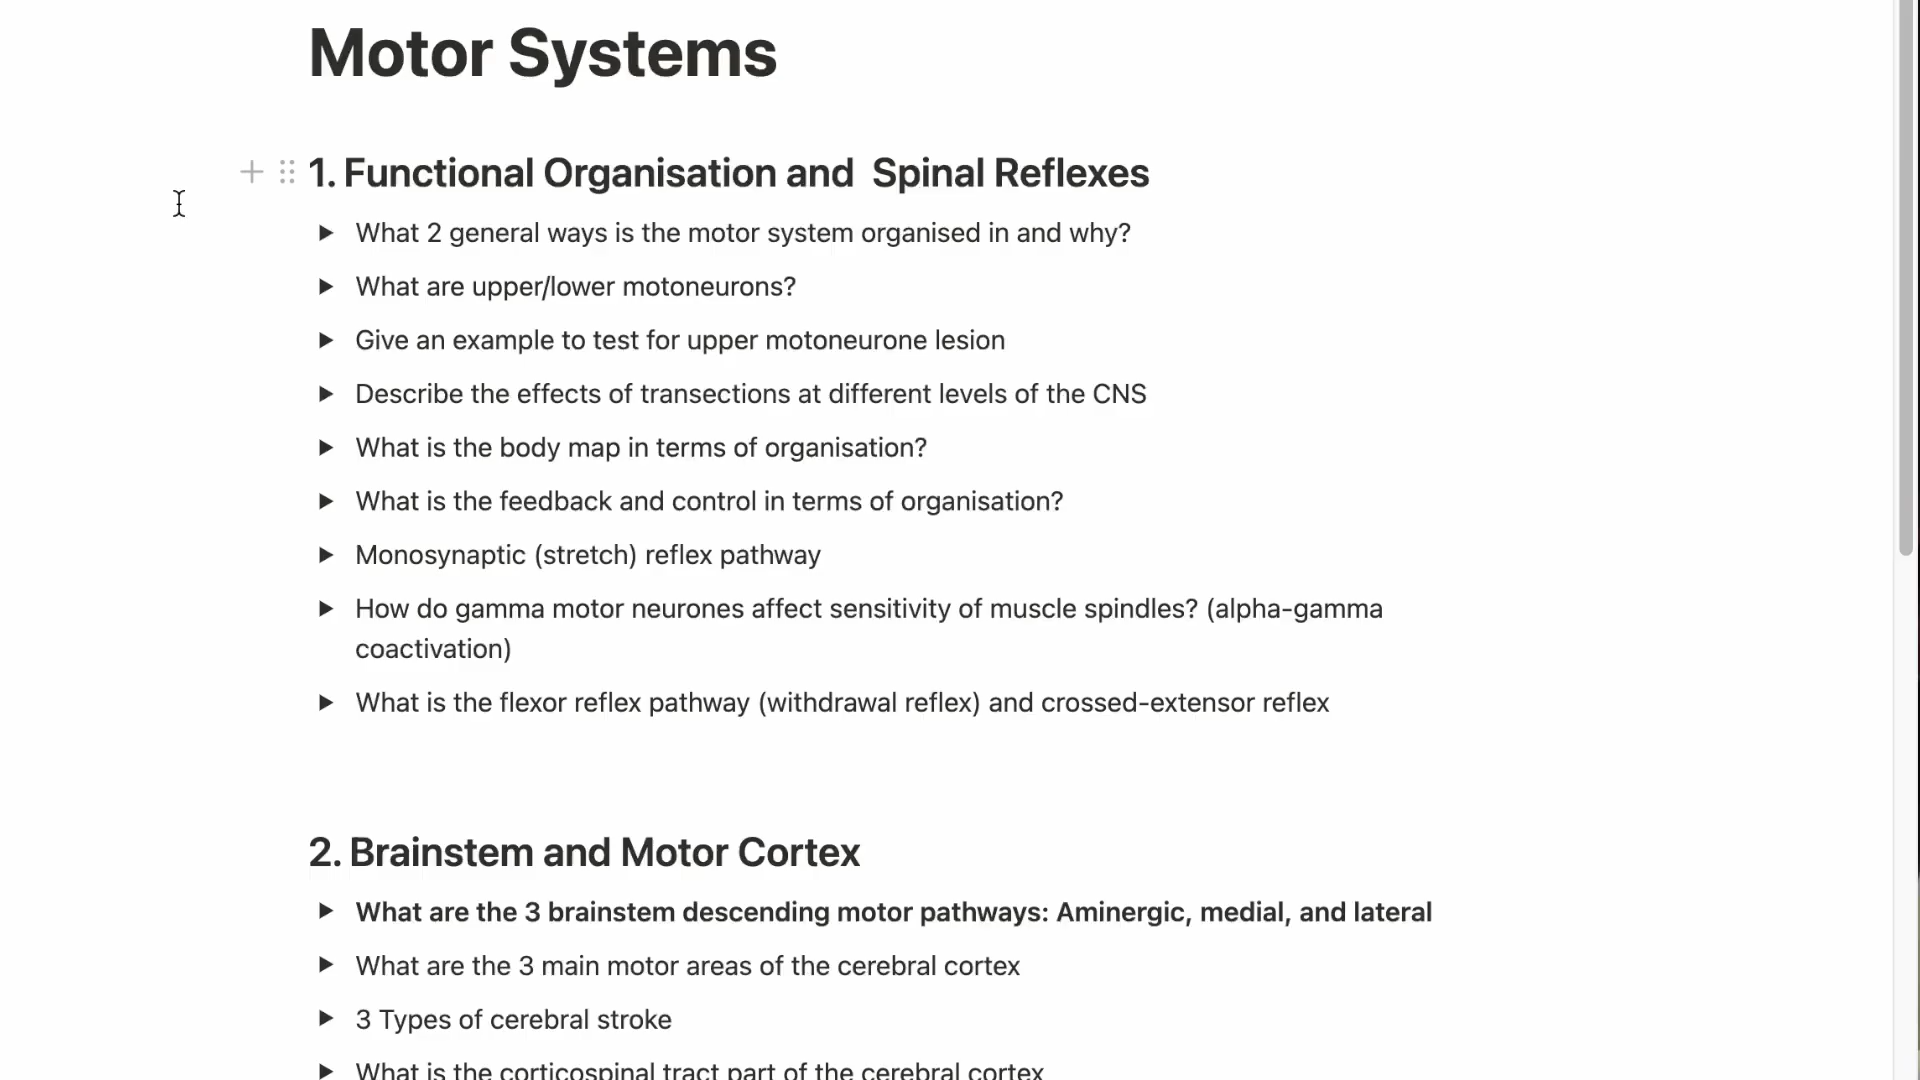 Motor Systems
1. Functional Organisation and  Spinal Reflexes
What 2 general ways is the motor system organised in and why?
What are upper/lower motoneurons?
Give an example to test for upper motoneurone lesion
Describe the effects of transections at different levels of the CNS
What is the body map in terms of organisation?
What is the feedback and control in terms of organisation?
Monosynaptic (stretch) reflex pathway
How do gamma motor neurones affect sensitivity of muscle spindles? (alpha-gamma
coactivation)
What is the flexor reflex pathway (withdrawal reflex) and crossed-extensor reflex
2. Brainstem and Motor Cortex
What are the 3 brainstem descending motor pathways: Aminergic, medial, and lateral
What are the 3 main motor areas of the cerebral cortex
3 Types of cerebral stroke
What is the corticospinal tract part of the cerebral cortex